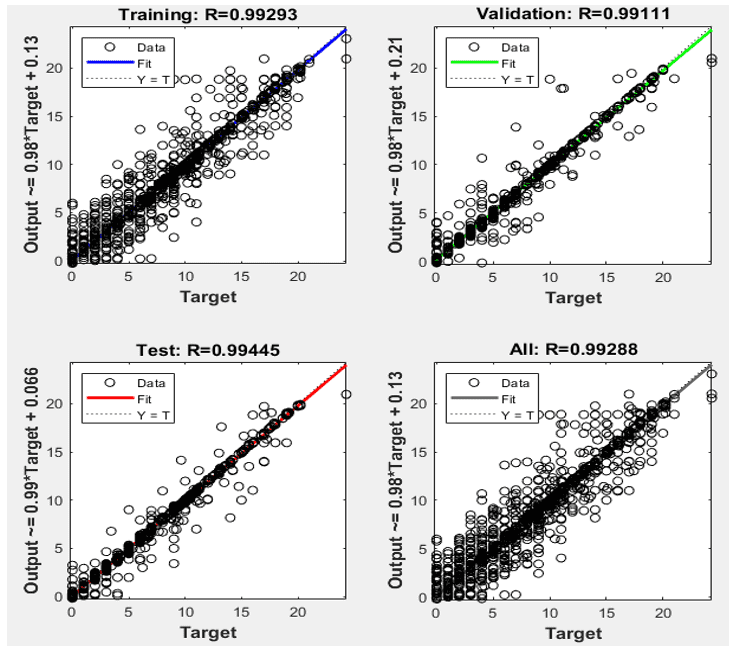 Training: R=0.99293
Output ~= 0.98*Target + 0.13
Data
Fit
Y = T
20
15
10
5
0
0 5 10 15 20
Target
Validation: R=0.99111
Output ~= 0.98*Target + 0.21
Data
Fit
Y = T
20
15
10
5
0
0 5 10 15 20
Target
Test: R=0.99445
Output ~= 0.99*Target + 0.066
Data
Fit
Y = T
20
15
10
5
0
0 5 10 15 20
Target
All: R=0.99288
Output ~= 0.98*Target + 0.13
Data
Fit
Y = T
20
15
10
5
0
0 5 10 15 20
Target